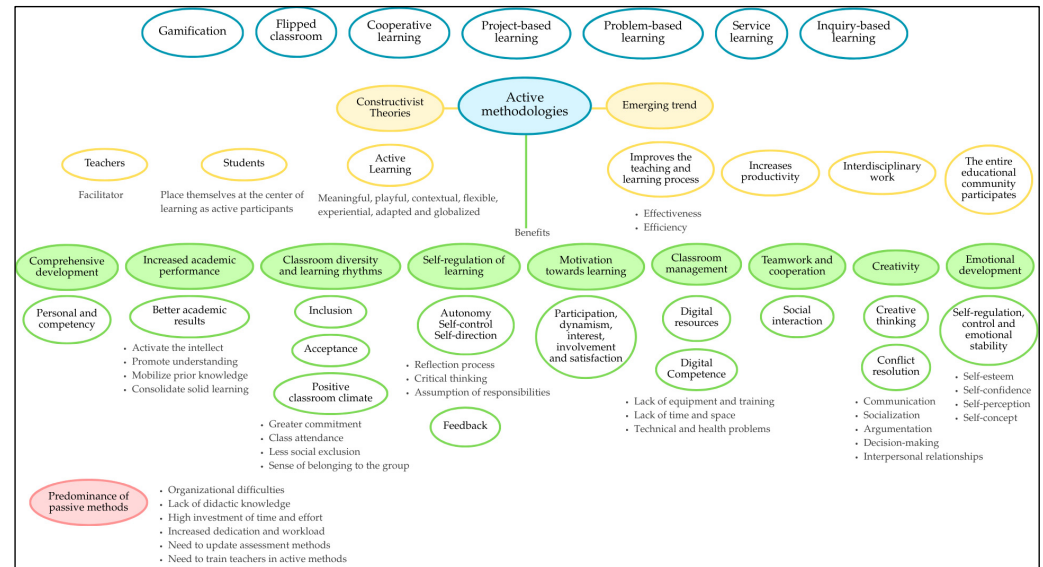 Gamification
Flipped
classroom
Cooperative
learning
Project-based
learning
Problem-based
learning
Service
learning
Inquiry-based
learning
Constructivist
Theories
Active
methodologies
Emerging trend
Teachers
Facilitator
Students
Place themselves at the center of
learning as active participants
Active
Learning
Meaningful, playful, contextual, flexible,
experiential, adapted and globalized
Improves the
teaching and
learning process
• Effectiveness
• Efficiency
Increases
productivity
Interdisciplinary
work
The entire
educational
community
participates
Benefits
Comprehensive
development
Personal and
competency
Increased academic
performance
Better academic
results
• Activate the intellect
• Promote understanding
• Mobilize prior knowledge
• Consolidate solid learning
Classroom diversity
and learning rhythms
Inclusion
Acceptance
Positive
classroom climate
• Greater commitment
• Class attendance
• Less social exclusion
• Sense of belonging to the group
Self-regulation of
learning
Autonomy
Self-control
Self-direction
• Reflection process
• Critical thinking
• Assumption of responsibilities
Feedback
Motivation
towards learning
Participation,
dynamism,
interest,
involvement
and satisfaction
Classroom
management
Digital
resources
Digital
Competence
• Lack of equipment and training
• Lack of time and space
• Technical and health problems
Teamwork and
cooperation
Social
interaction
Creativity
Creative
thinking
Conflict
resolution
• Communication
• Socialization
• Argumentation
• Decision-making
• Interpersonal relationships
Emotional
development
Self-regulation,
control and
emotional
stability
• Self-esteem
• Self-confidence
• Self-perception
• Self-concept
Predominance of
passive methods
• Organizational difficulties
• Lack of didactic knowledge
• High investment of time and effort
• Increased dedication and workload
• Need to update assessment methods
• Need to train teachers in active methods